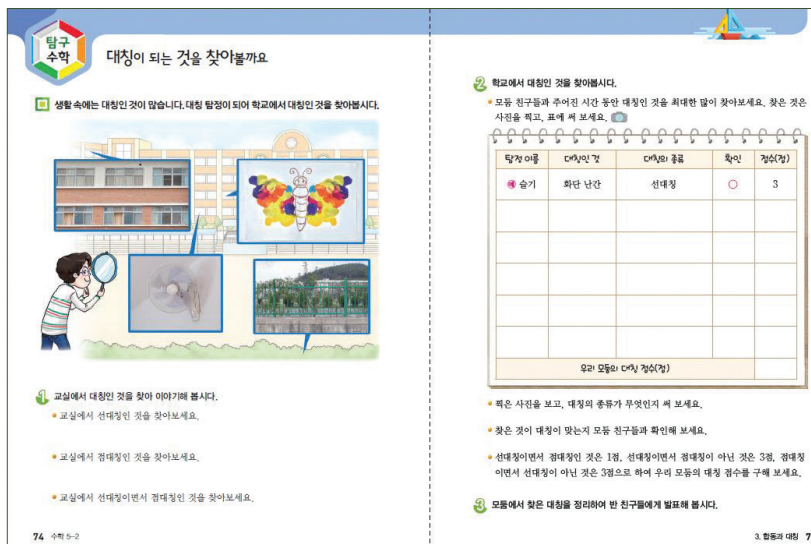 탐구
수학
대칭이 되는 것을 찾아볼까요
생활 속에는 대칭인 것이 많습니다. 대칭 탐정이 되어 학교에서 대칭인 것을 찾아봅시다.
1 교실에서 대칭인 것을 찾아 이야기해 봅시다.
교실에서 선대칭인 것을 찾아보세요.
교실에서 점대칭인 것을 찾아보세요.
교실에서 선대칭이면서 점대칭인 것을 찾아보세요.
74 수학 5-2
2 학교에서 대칭인 것을 찾아봅시다.
모둠 친구들과 주어진 시간 동안 대칭인 것을 최대한 많이 찾아보세요. 찾은 것은
사진을 찍고, 표에 써 보세요.
탐정 이름 대칭인 것 대칭의 종류 확인 점수(점)
예 슬기 화단 난간 선대칭 ○ 3
우리 모둠의 대칭 점수(점)
찍은 사진을 보고, 대칭의 종류가 무엇인지 써 보세요.
찾은 것이 대칭이 맞는지 모둠 친구들과 확인해 보세요.
선대칭이면서 점대칭인 것은 1점, 선대칭이면서 점대칭이 아닌 것은 3점, 점대칭
이면서 선대칭이 아닌 것은 3점으로 하여 우리 모둠의 대칭 점수를 구해 보세요.
3 모둠에서 찾은 대칭을 정리하여 반 친구들에게 발표해 봅시다.
3. 합동과 대칭 7